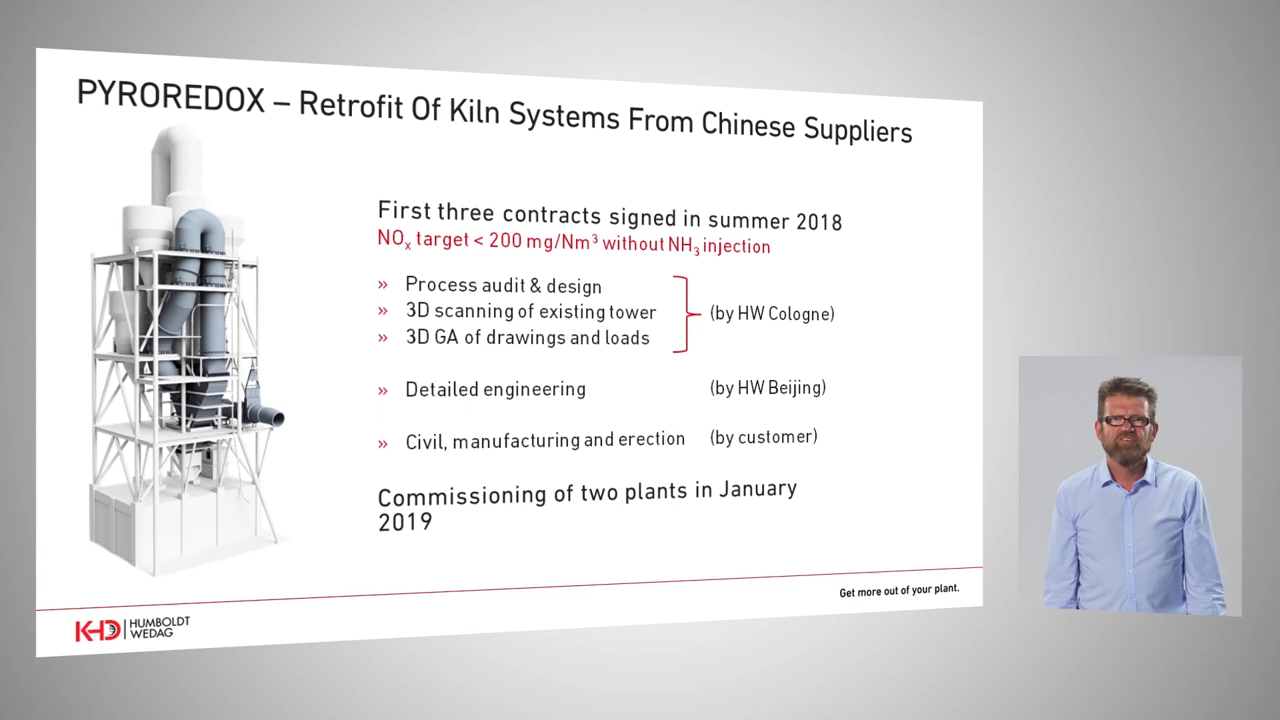 PYROREDOX – Retrofit Of Kiln Systems From Chinese Suppliers
First three contracts signed in summer 2018
NOx target < 200 mg/Nm³ without NH3 injection
» Process audit & design
» 3D scanning of existing tower (by HW Cologne)
» 3D GA of drawings and loads
» Detailed engineering (by HW Beijing)
» Civil, manufacturing and erection (by customer)
Commissioning of two plants in January
2019
Get more out of your plant.
KHD HUMBOLDT
WEDAG